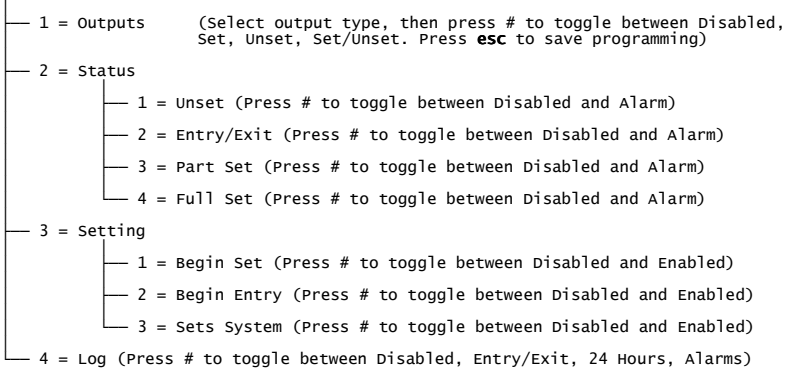 1 = Outputs (Select output type, then press # to toggle between Disabled,
Set, Unset, Set/Unset. Press esc to save programming)
2 = Status
1 = Unset (Press # to toggle between Disabled and Alarm)
2 = Entry/Exit (Press # to toggle between Disabled and Alarm)
3 = Part Set (Press # to toggle between Disabled and Alarm)
4 = Full Set (Press # to toggle between Disabled and Alarm)
3 = Setting
1 = Begin Set (Press # to toggle between Disabled and Enabled)
2 = Begin Entry (Press # to toggle between Disabled and Enabled)
3 = Sets System (Press # to toggle between Disabled and Enabled)
4 = Log (Press # to toggle between Disabled, Entry/Exit, 24 Hours, Alarms)